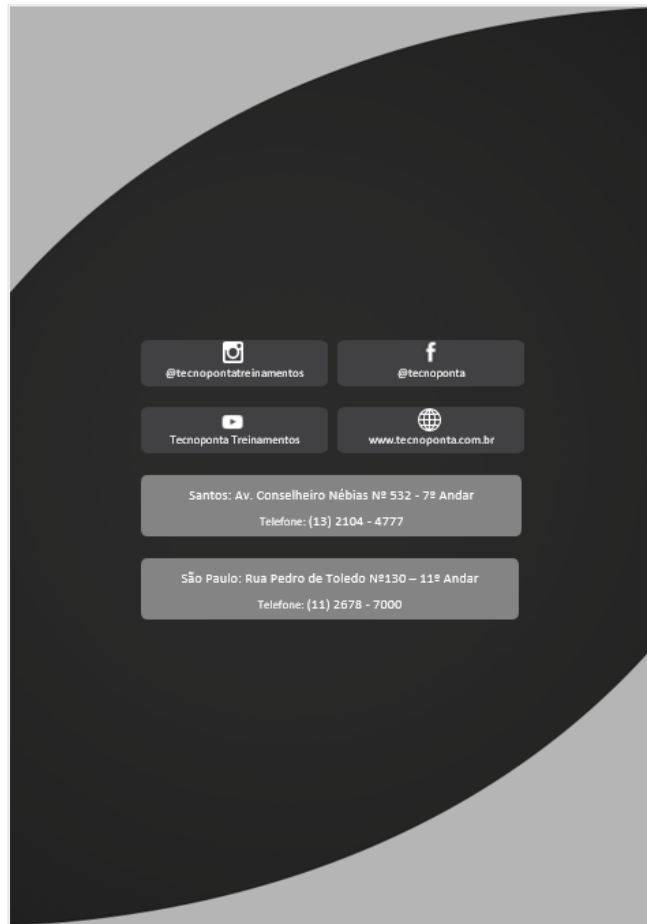 @tecnopontatreinamentos
@tecnoponta
Tecnoponta Treinamentos
www.tecnoponta.com.br
Santos: Av. Conselheiro Nébias Nº 532 - 7º Andar
Telefone: (13) 2104 - 4777
São Paulo: Rua Pedro de Toledo Nº130 – 11º Andar
Telefone: (11) 2678 - 7000